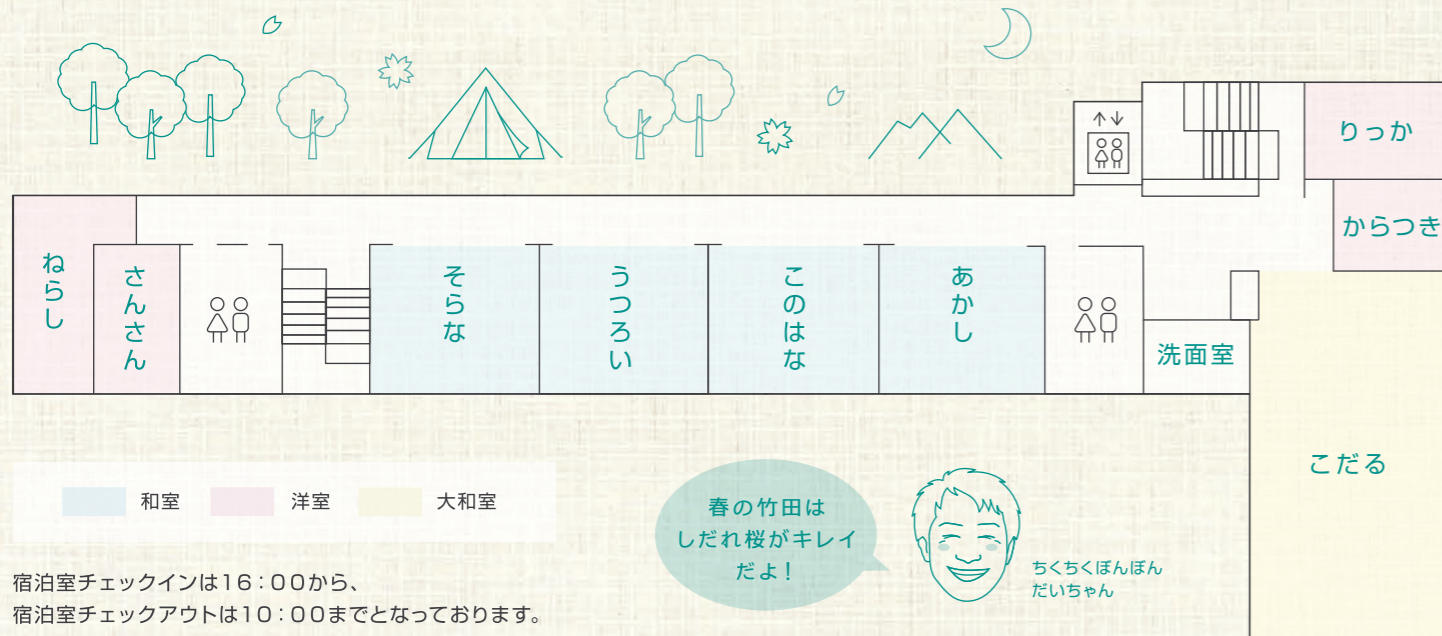 りっか
からつき
ねらし
さんさん
そらな
うつろい
このはな
あかし
洗面室
こだる
和室
洋室
大和室
宿泊室チェックインは16：00から、
宿泊室チェックアウトは10：00までとなっております。
春の竹田は
しだれ桜がキレイ
だよ！
ちくちくぼんぼん
だいちゃん